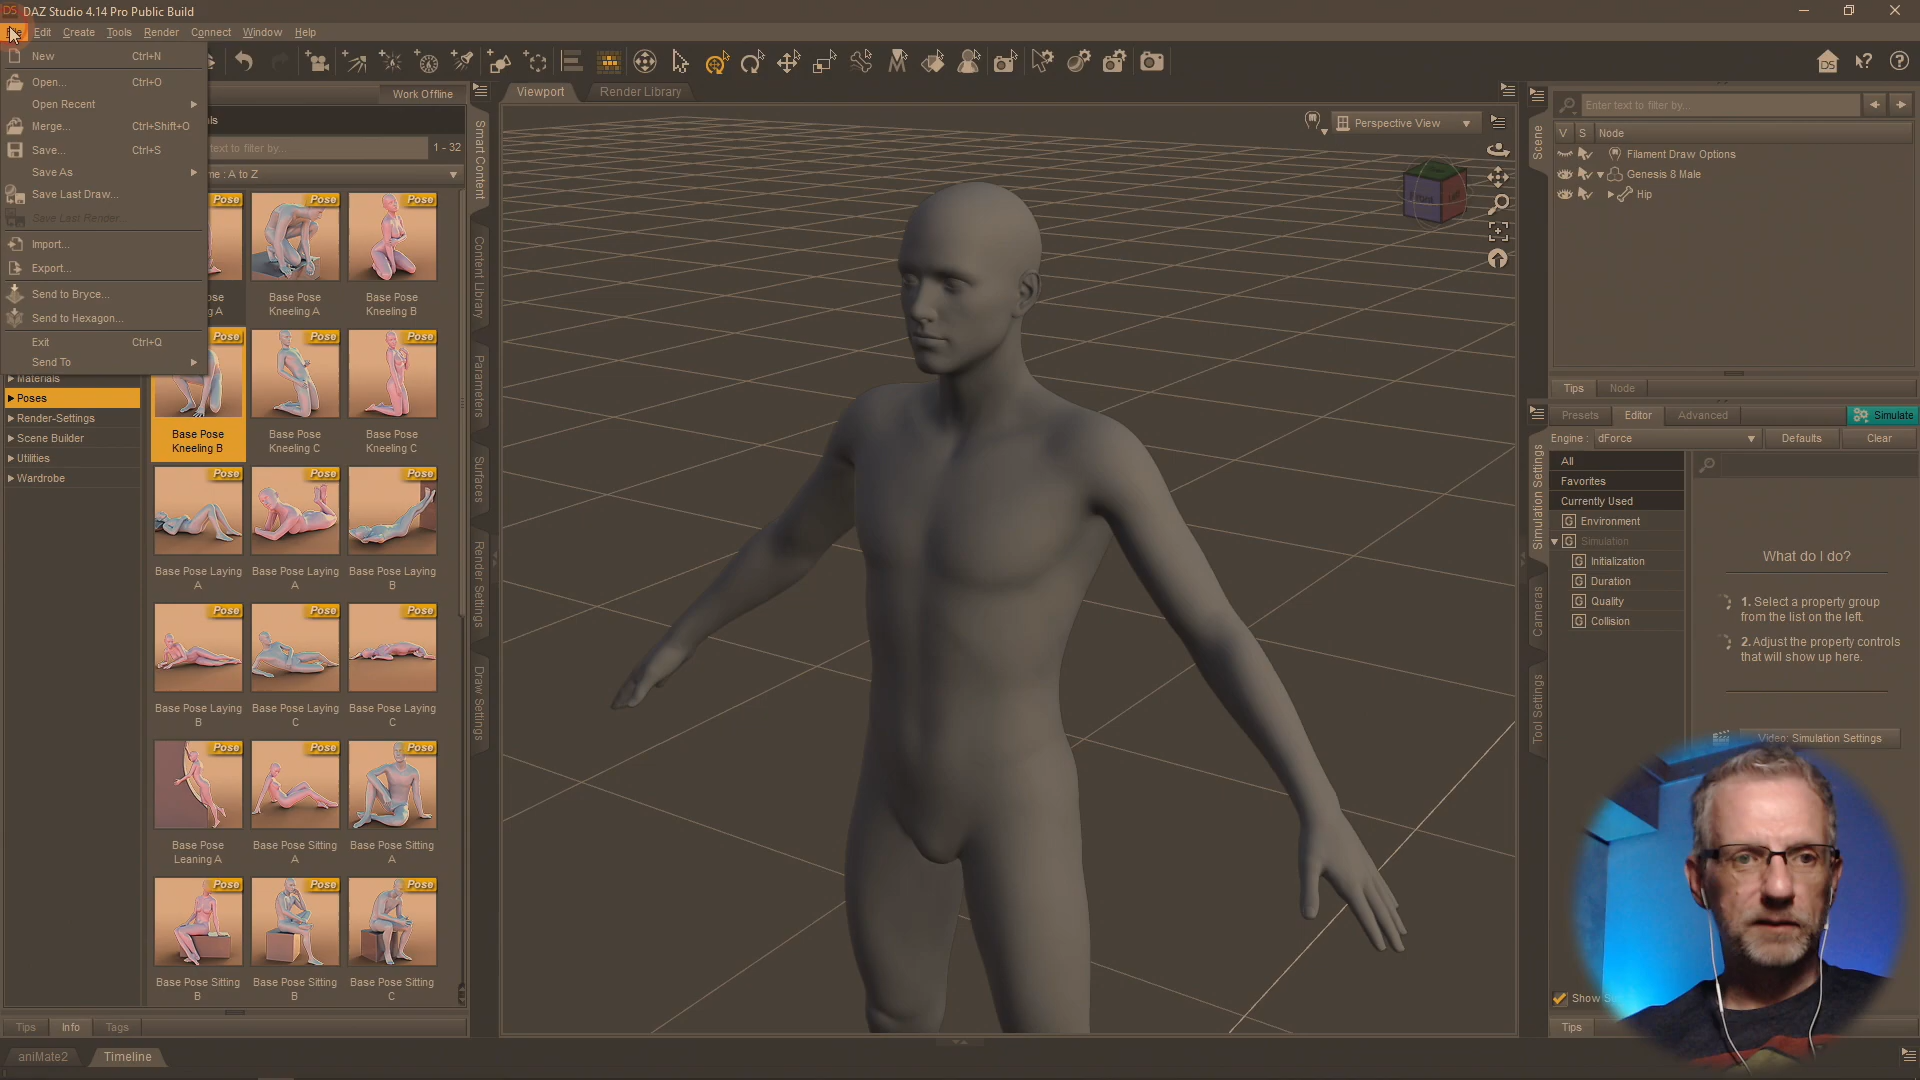 DS DAZ Studio 4.14 Pro Public Build
Edit Create Tools Render Connect Window Help
New Ctrl+N
Open... Ctrl+O
Open Recent
Merge... Ctrl+Shift+O
Save... Ctrl+S
Save As
Save Last Draw...
Save Last Render...
Import...
Export...
Send to Bryce...
Send to Hexagon...
Exit Ctrl+Q
Send To
Materials
Poses
Render-Settings
Scene Builder
Utilities
Wardrobe
Work Offline
text to filter by...
1 - 32
: A to Z
Pose
Pose
Pose
Base Pose Kneeling A
Base Pose Kneeling B
Pose
Pose
Pose
Base Pose Kneeling B
Base Pose Kneeling C
Base Pose Kneeling C
Pose
Pose
Pose
Base Pose Laying A
Base Pose Laying A
Base Pose Laying B
Pose
Pose
Pose
Base Pose Laying B
Base Pose Laying C
Base Pose Laying C
Pose
Pose
Pose
Base Pose Leaning A
Base Pose Sitting A
Base Pose Sitting A
Pose
Pose
Pose
Base Pose Sitting B
Base Pose Sitting B
Base Pose Sitting C
Tips Info Tags
aniMate2 Timeline
Smart Content
Content Library
Parameters
Surfaces
Render Settings
Draw Settings
Viewport Render Library
Perspective View
Scene
Enter text to filter by...
V S Node
Filament Draw Options
Genesis 8 Male
Hip
Tips Node
Presets Editor Advanced Simulate
Engine : dForce Defaults Clear
Simulation Settings
Cameras
Tool Settings
All
Favorites
Currently Used
G Environment
G Simulation
G Initialization
G Duration
G Quality
G Collision
What do I do?
1. Select a property group
from the list on the left.
2. Adjust the property controls
that will show up here.
Video: Simulation Settings
Show
Tips